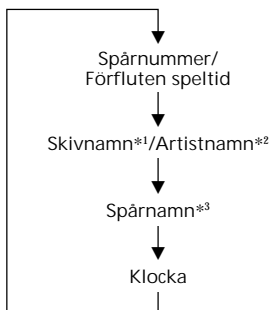 Spårnummer/
Förfluten speltid
Skivnamn*¹/Artistnamn*²
Spårnamn*³
Klocka